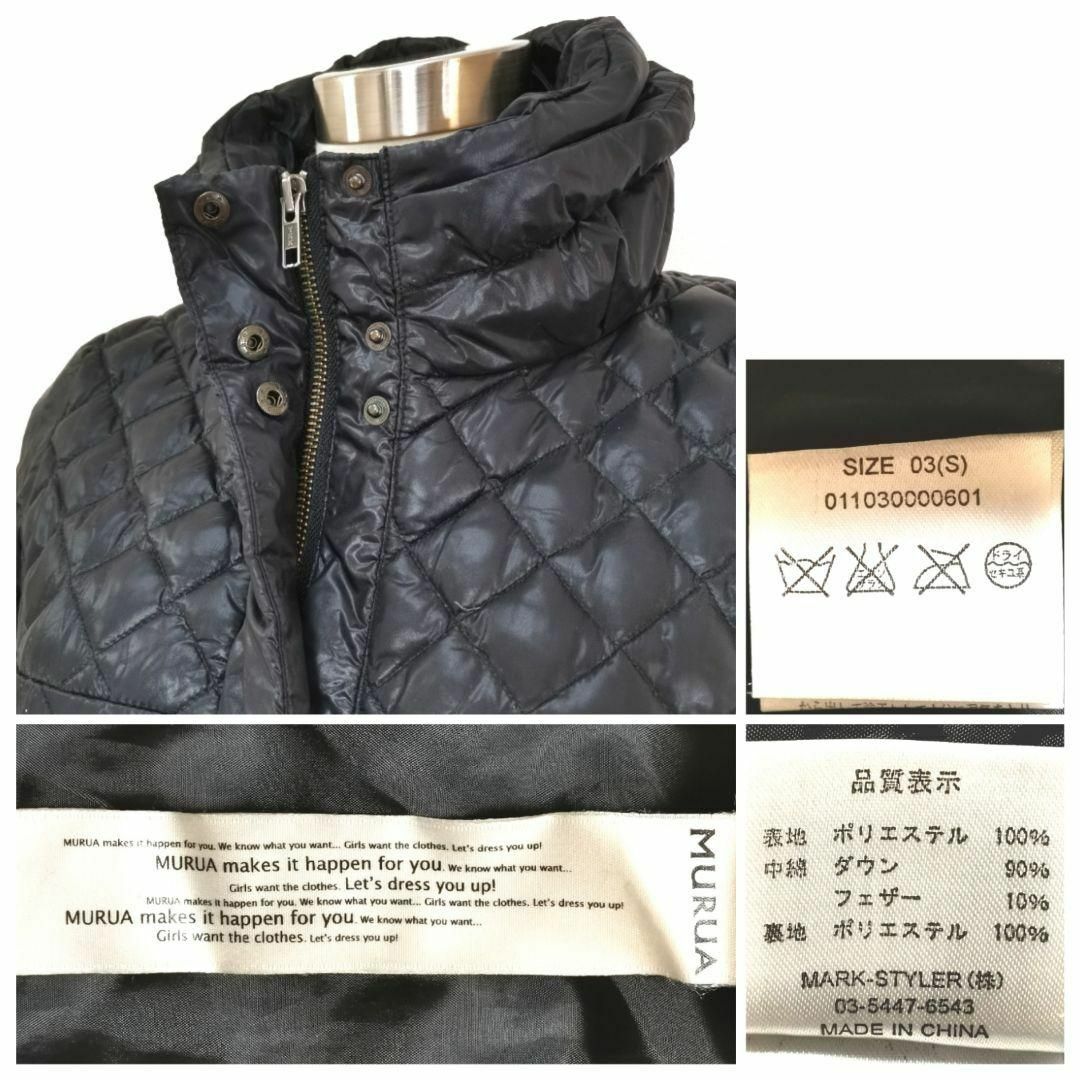 SIZE 03(S)
011030000601
ドライ
セキユ系
MURUA makes it happen for you. We know what you want... Girls want the clothes. Let's dress you up!
MURUA makes it happen for you. We know what you want...
Girls want the clothes. Let's dress you up!
MURUA makes it happen for you. We know what you want... Girls want the clothes. Let's dress you up!
MURUA makes it happen for you. We know what you want...
Girls want the clothes. Let's dress you up!
MURUA
品質表示
表地 ポリエステル 100%
中綿 ダウン 90%
フェザー 10%
裏地 ポリエステル 100%
MARK-STYLER(株)
03-5447-6543
MADE IN CHINA